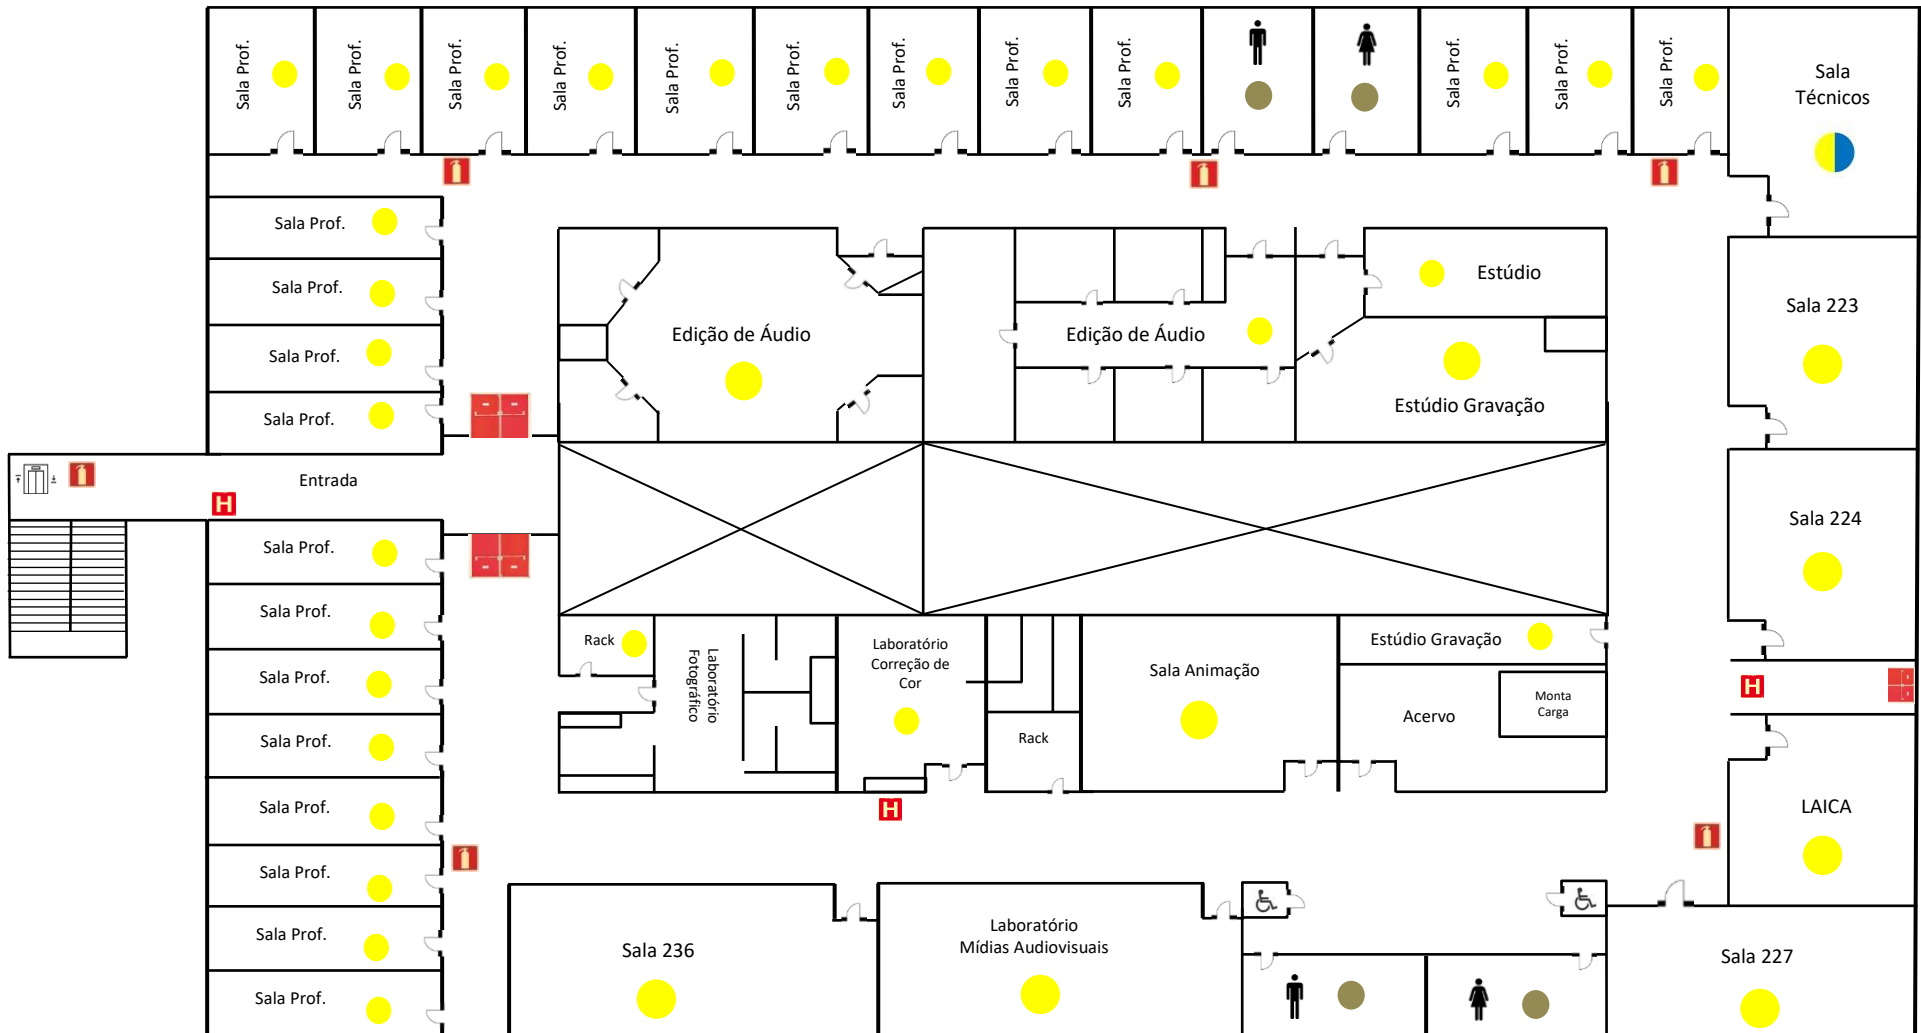 Sala Prof.
Sala Prof.
Sala Prof.
Sala Prof.
Sala Prof.
Sala Prof.
Sala Prof.
Sala Prof.
Sala Prof.
Sala Prof.
Sala Prof.
Sala Prof.
Sala
Técnicos
Sala Prof.
Sala Prof.
Sala Prof.
Sala Prof.
Edição de Áudio
Edição de Áudio
Estúdio
Estúdio Gravação
Sala 223
Entrada
H
Sala 224
Sala Prof.
Sala Prof.
Sala Prof.
Sala Prof.
Sala Prof.
Sala Prof.
Sala Prof.
Sala Prof.
Rack
Laboratório
Fotográfico
Laboratório
Correção de
Cor
Rack
Sala Animação
Estúdio Gravação
Acervo
Monta
Carga
H
H
LAICA
Sala 236
Laboratório
Mídias Audiovisuais
Sala 227